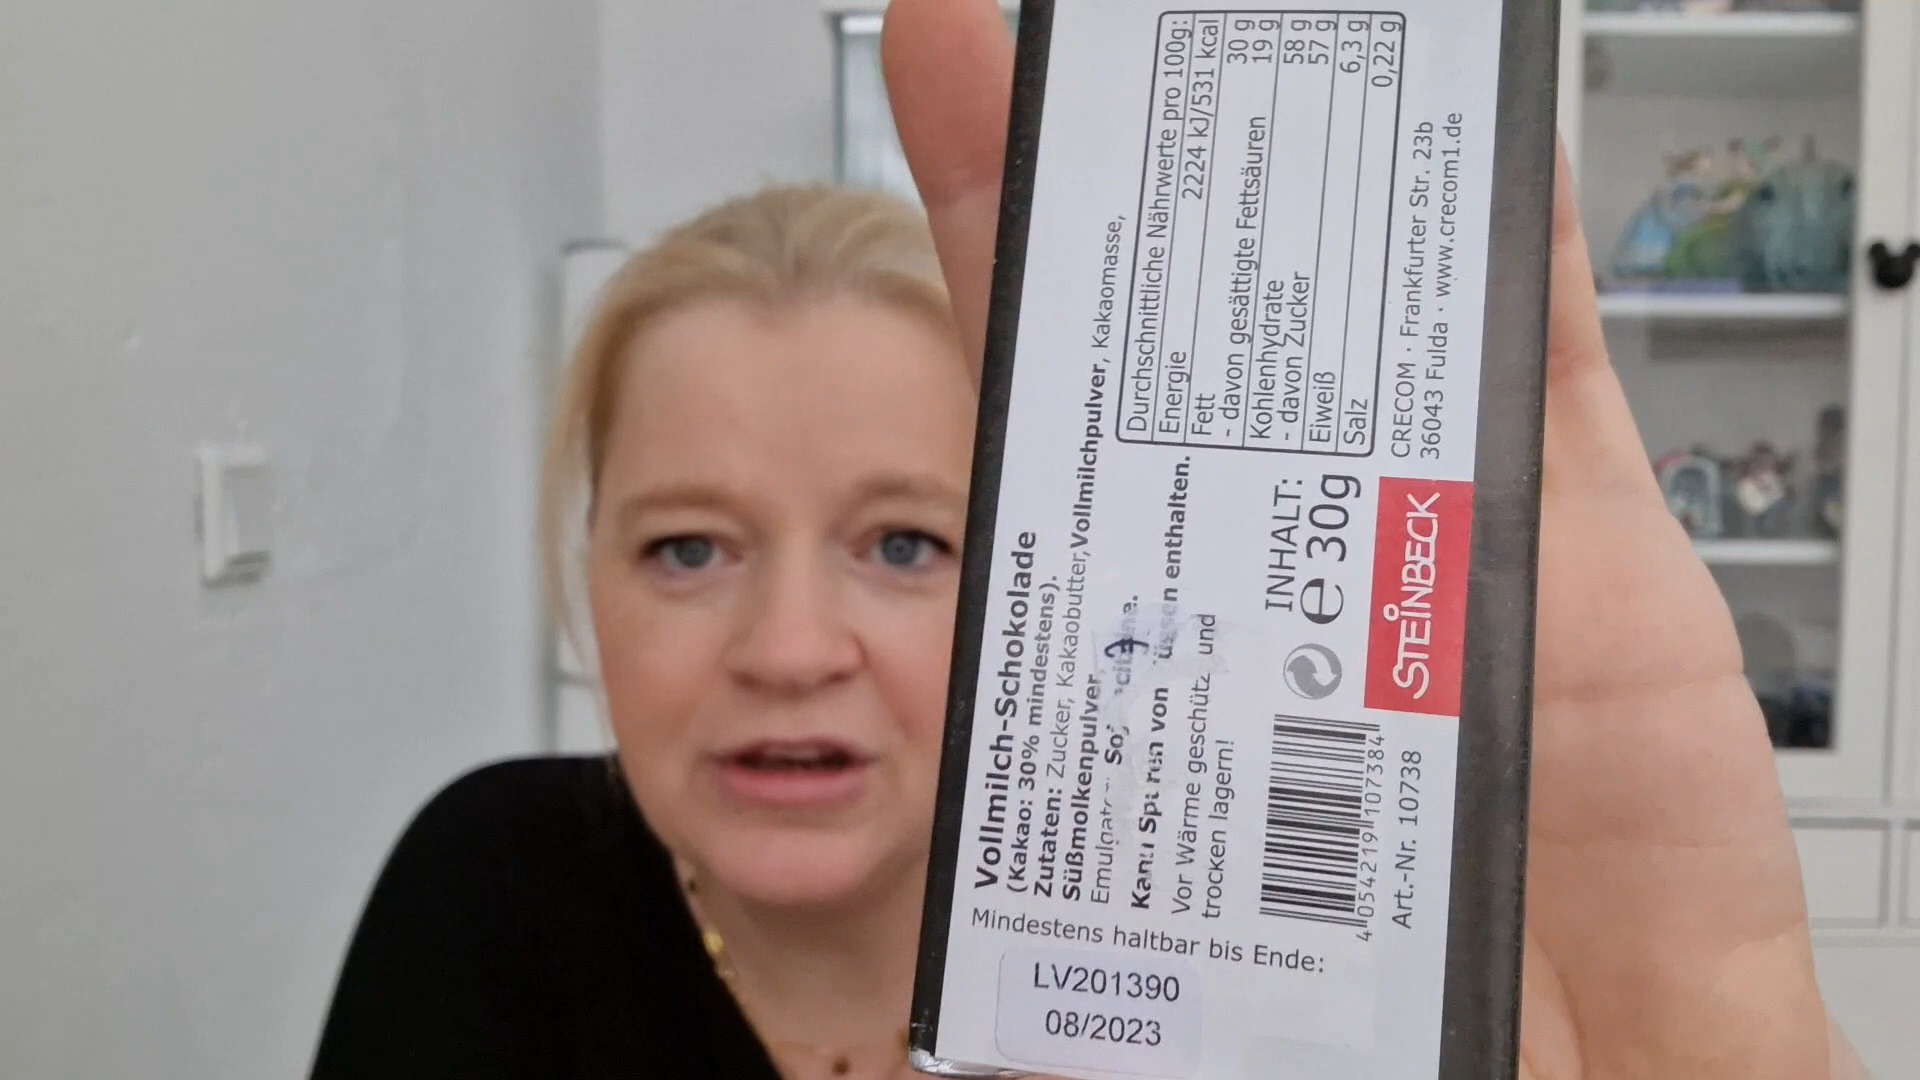 Vollmilch-Schokolade
(Kakao: 30% mindestens).
Zutaten: Zucker, Kakaobutter, Vollmilchpulver, Kakaomasse,
Süßmolkenpulver,
enthalten.
Vor Wärme und
trocken lagern!
Durchschnittliche Nährwerte pro 100g:
Energie 2224 kJ/531 kcal
Fett 30 g
- davon gesättigte Fettsäuren 19 g
Kohlenhydrate 58 g
- davon Zucker 57 g
Eiweiß 6,3 g
Salz 0,22 g
INHALT:
e 30g
CRECOM · Frankfurter Str. 23b
36043 Fulda · www.crecom1.de
STEINBECK
4 054219 107384
Art.-Nr. 10738
Mindestens haltbar bis Ende:
LV201390
08/2023